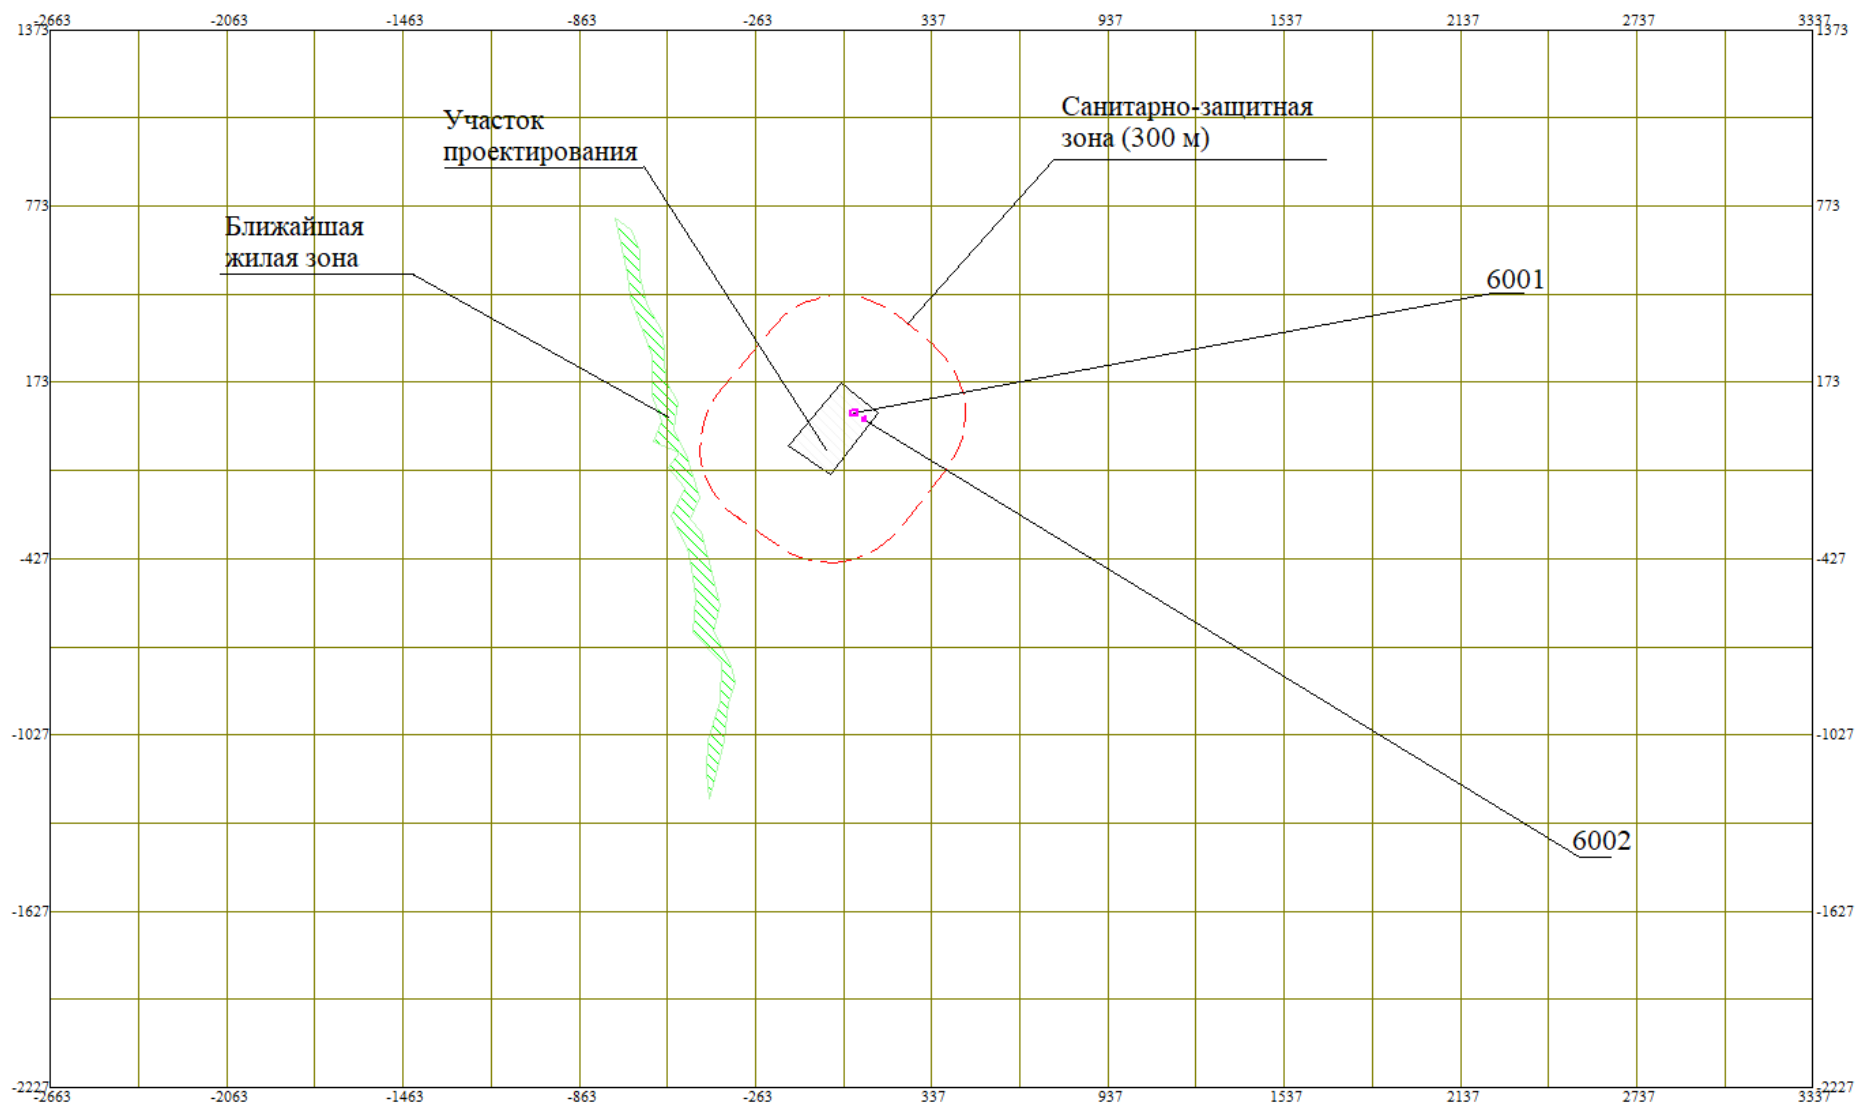 -2663 -2063 -1463 -863 -263 337 937 1537 2137 2737 3337
1373 1373
Санитарно-защитная
зона (300 м)
Участок
проектирования
773 773
Ближайшая
жилая зона
6001
173 173
-427 -427
-1027 -1027
6002
-1627 -1627
-2227 -2227
-2663 -2063 -1463 -863 -263 337 937 1537 2137 2737 3337